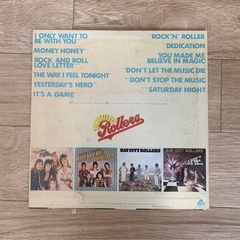 I ONLY WANT TO
BE WITH YOU
MONEY HONEY
ROCK AND ROLL
LOVE LETTER
THE WAY I FEEL TONIGHT
YESTERDAY'S HERO
IT'S A GAME
"ROCK 'N' ROLLER"
DEDICATION
YOU MADE ME
BELIEVE IN MAGIC
DON'T LET THE MUSIC DIE
DON'T STOP THE MUSIC
SATURDAY NIGHT
Rollers
BAY CITY ROLLERS
BAY CITY ROLLERS